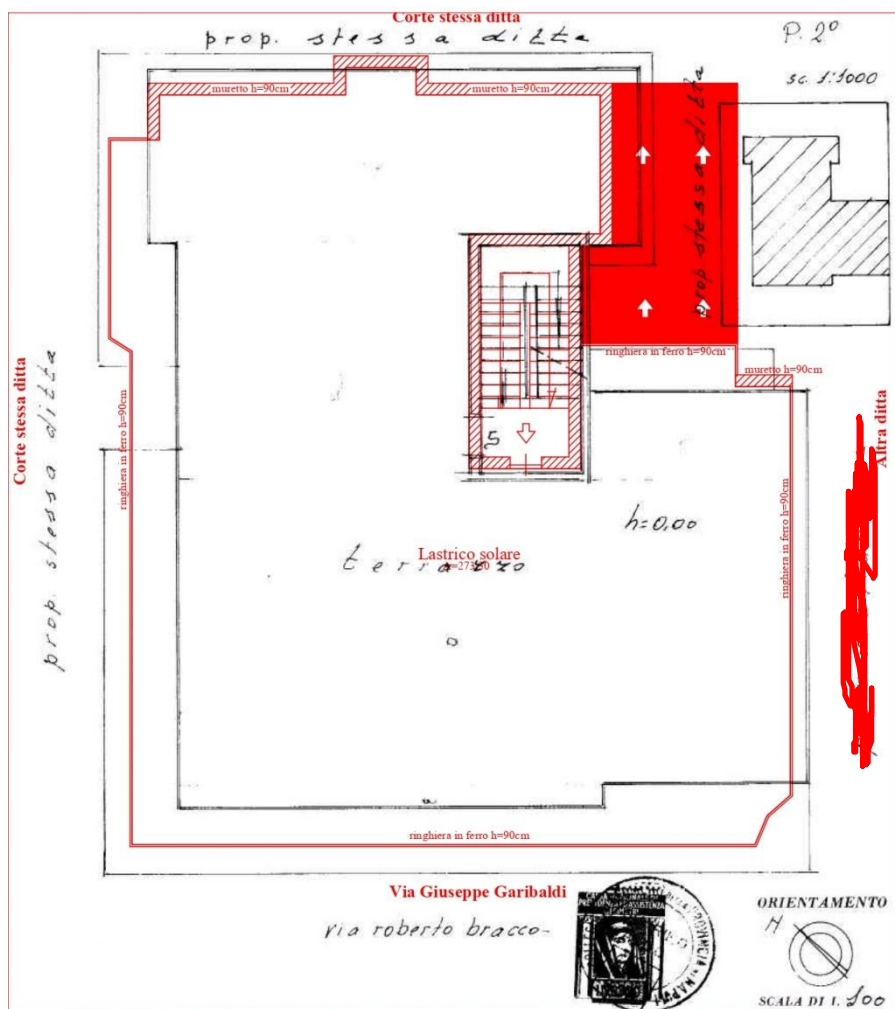 Corte stessa ditta
prop. stessa ditta
P. 2º
sc. 1:1000
muretto h=90cm
muretto h=90cm
prop. stessa ditta
ringhiera in ferro h=90cm
muretto h=90cm
Corte stessa ditta
prop. stessa ditta
ringhiera in ferro h=90cm
Altra ditta
ringhiera in ferro h=90cm
S
h=0,00
Lastrico solare
terrazzo
ringhiera in ferro h=90cm
Via Giuseppe Garibaldi
via roberto bracco-
ORIENTAMENTO
N
SCALA DI 1. 100